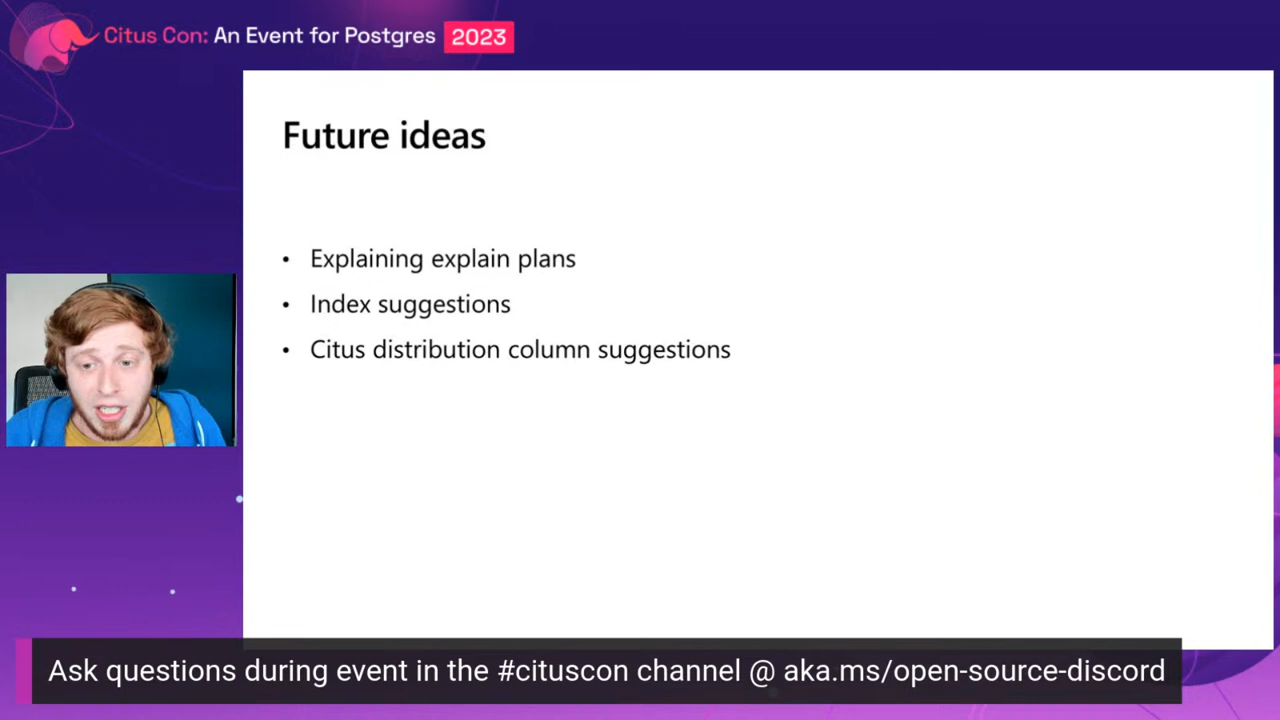 Citus Con: An Event for Postgres 2023
Future ideas
• Explaining explain plans
• Index suggestions
• Citus distribution column suggestions
Ask questions during event in the #cituscon channel @ aka.ms/open-source-discord